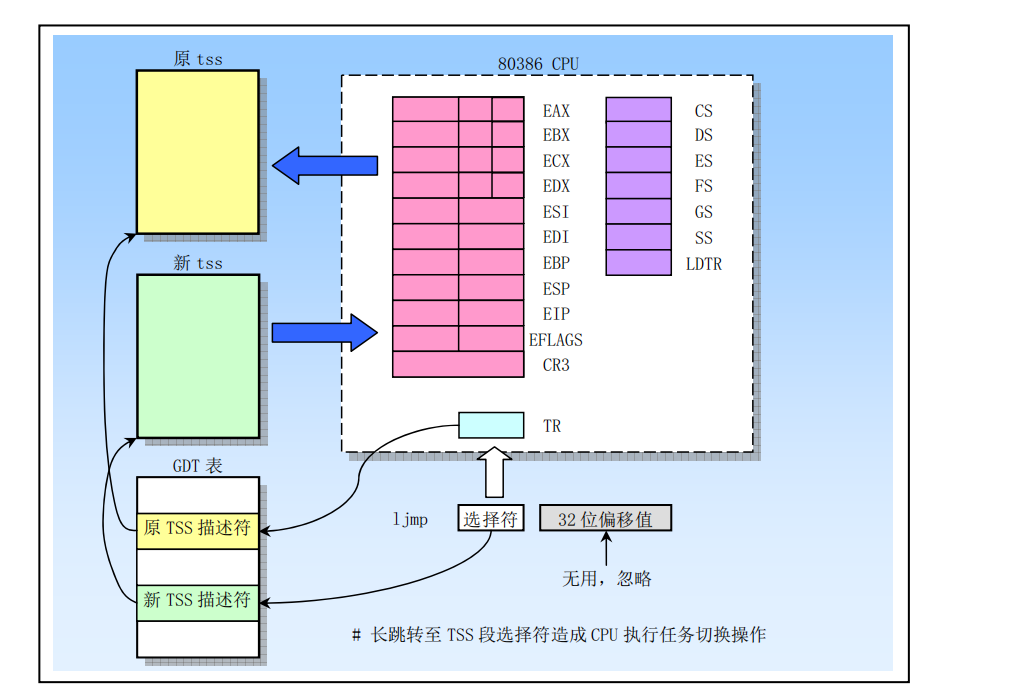 原 tss
80386 CPU
EAX
EBX
ECX
EDX
ESI
EDI
EBP
ESP
EIP
EFLAGS
CR3
CS
DS
ES
FS
GS
SS
LDTR
新 tss
TR
GDT 表
原 TSS 描述符
新 TSS 描述符
ljmp
选择符
32 位偏移值
无用，忽略
# 长跳转至 TSS 段选择符造成 CPU 执行任务切换操作